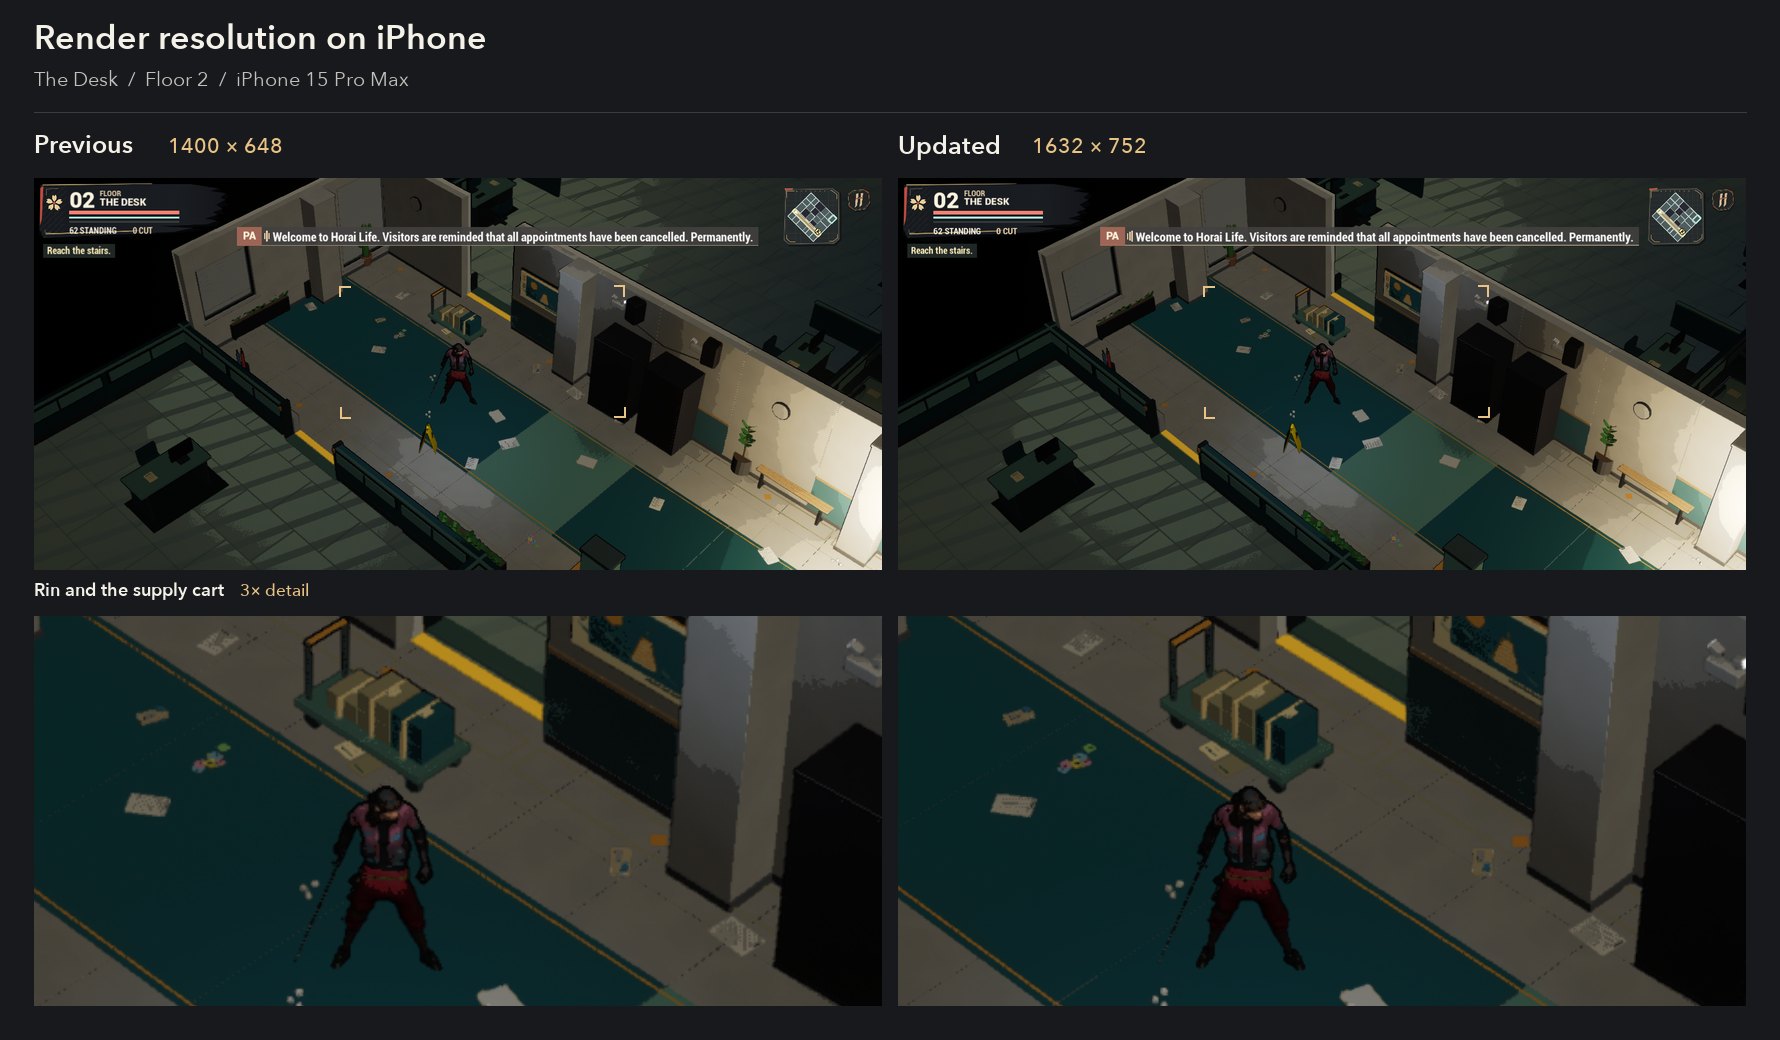 Render resolution on iPhone
The Desk / Floor 2 / iPhone 15 Pro Max
Previous 1400 × 648
Updated 1632 × 752
02 FLOOR
THE DESK
62 STANDING 0 CUT
Reach the stairs.
PA Welcome to Horai Life. Visitors are reminded that all appointments have been cancelled. Permanently.
02 FLOOR
THE DESK
62 STANDING 0 CUT
Reach the stairs.
PA Welcome to Horai Life. Visitors are reminded that all appointments have been cancelled. Permanently.
Rin and the supply cart 3× detail